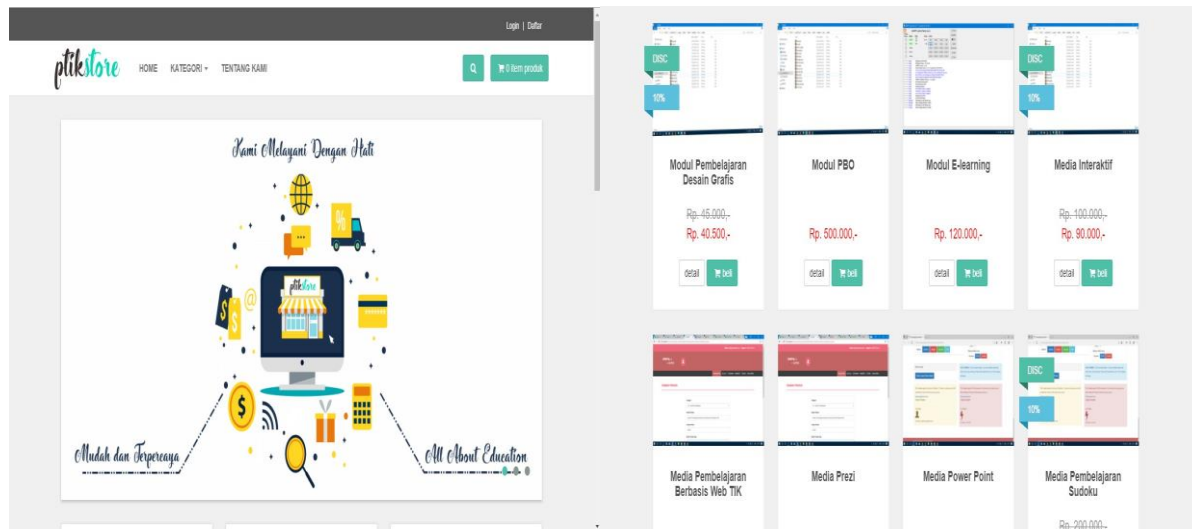 Login | Daftar
ptikstore
HOME KATEGORI TENTANG KAMI
0 item produk
Kami Melayani Dengan Hati
%
ptikstore
@
$ $
$
Mudah dan Terpercaya
All About Education
DISC
10%
DISC
10%
Modul Pembelajaran
Desain Grafis
Modul PBO
Modul E-learning
Media Interaktif
Rp. 45.000,-
Rp. 100.000,-
Rp. 40.500,-
Rp. 500.000,-
Rp. 120.000,-
Rp. 90.000,-
detail beli
detail beli
detail beli
detail beli
DISC
10%
Media Pembelajaran
Berbasis Web TIK
Media Prezi
Media Power Point
Media Pembelajaran
Sudoku
Rp. 200.000,-